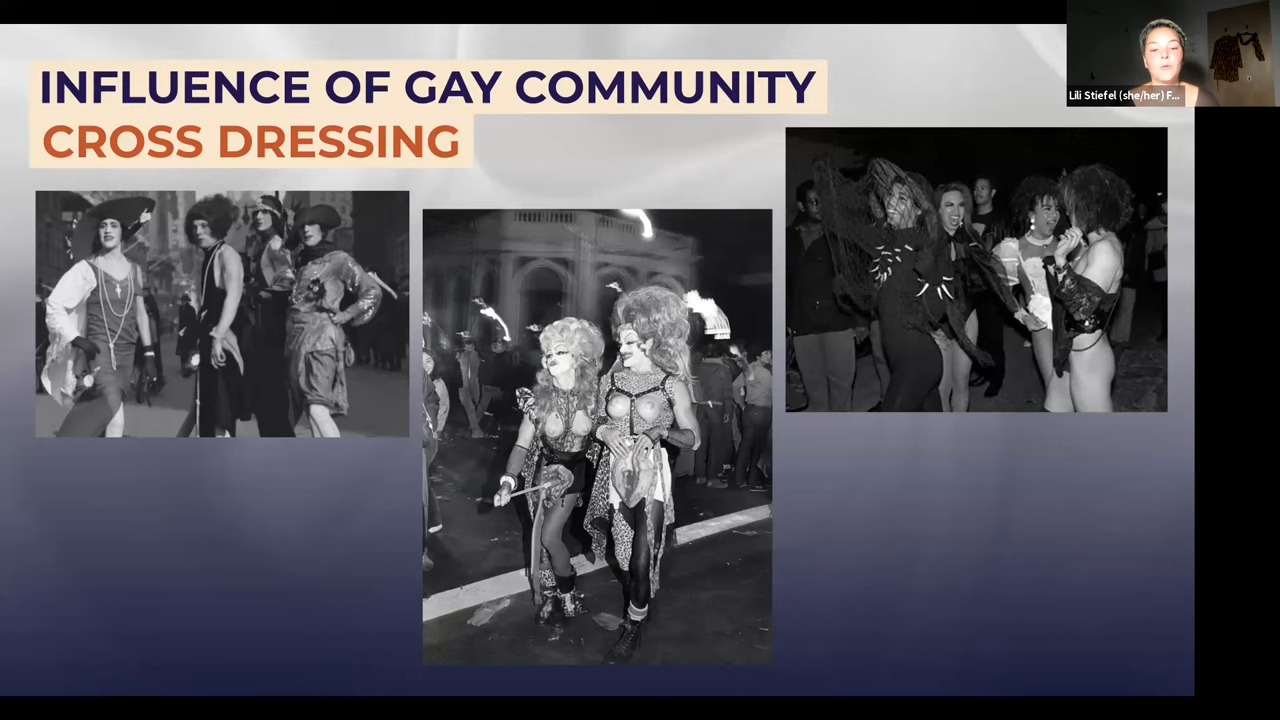 INFLUENCE OF GAY COMMUNITY
CROSS DRESSING
Lili Stiefel (she/her) F...